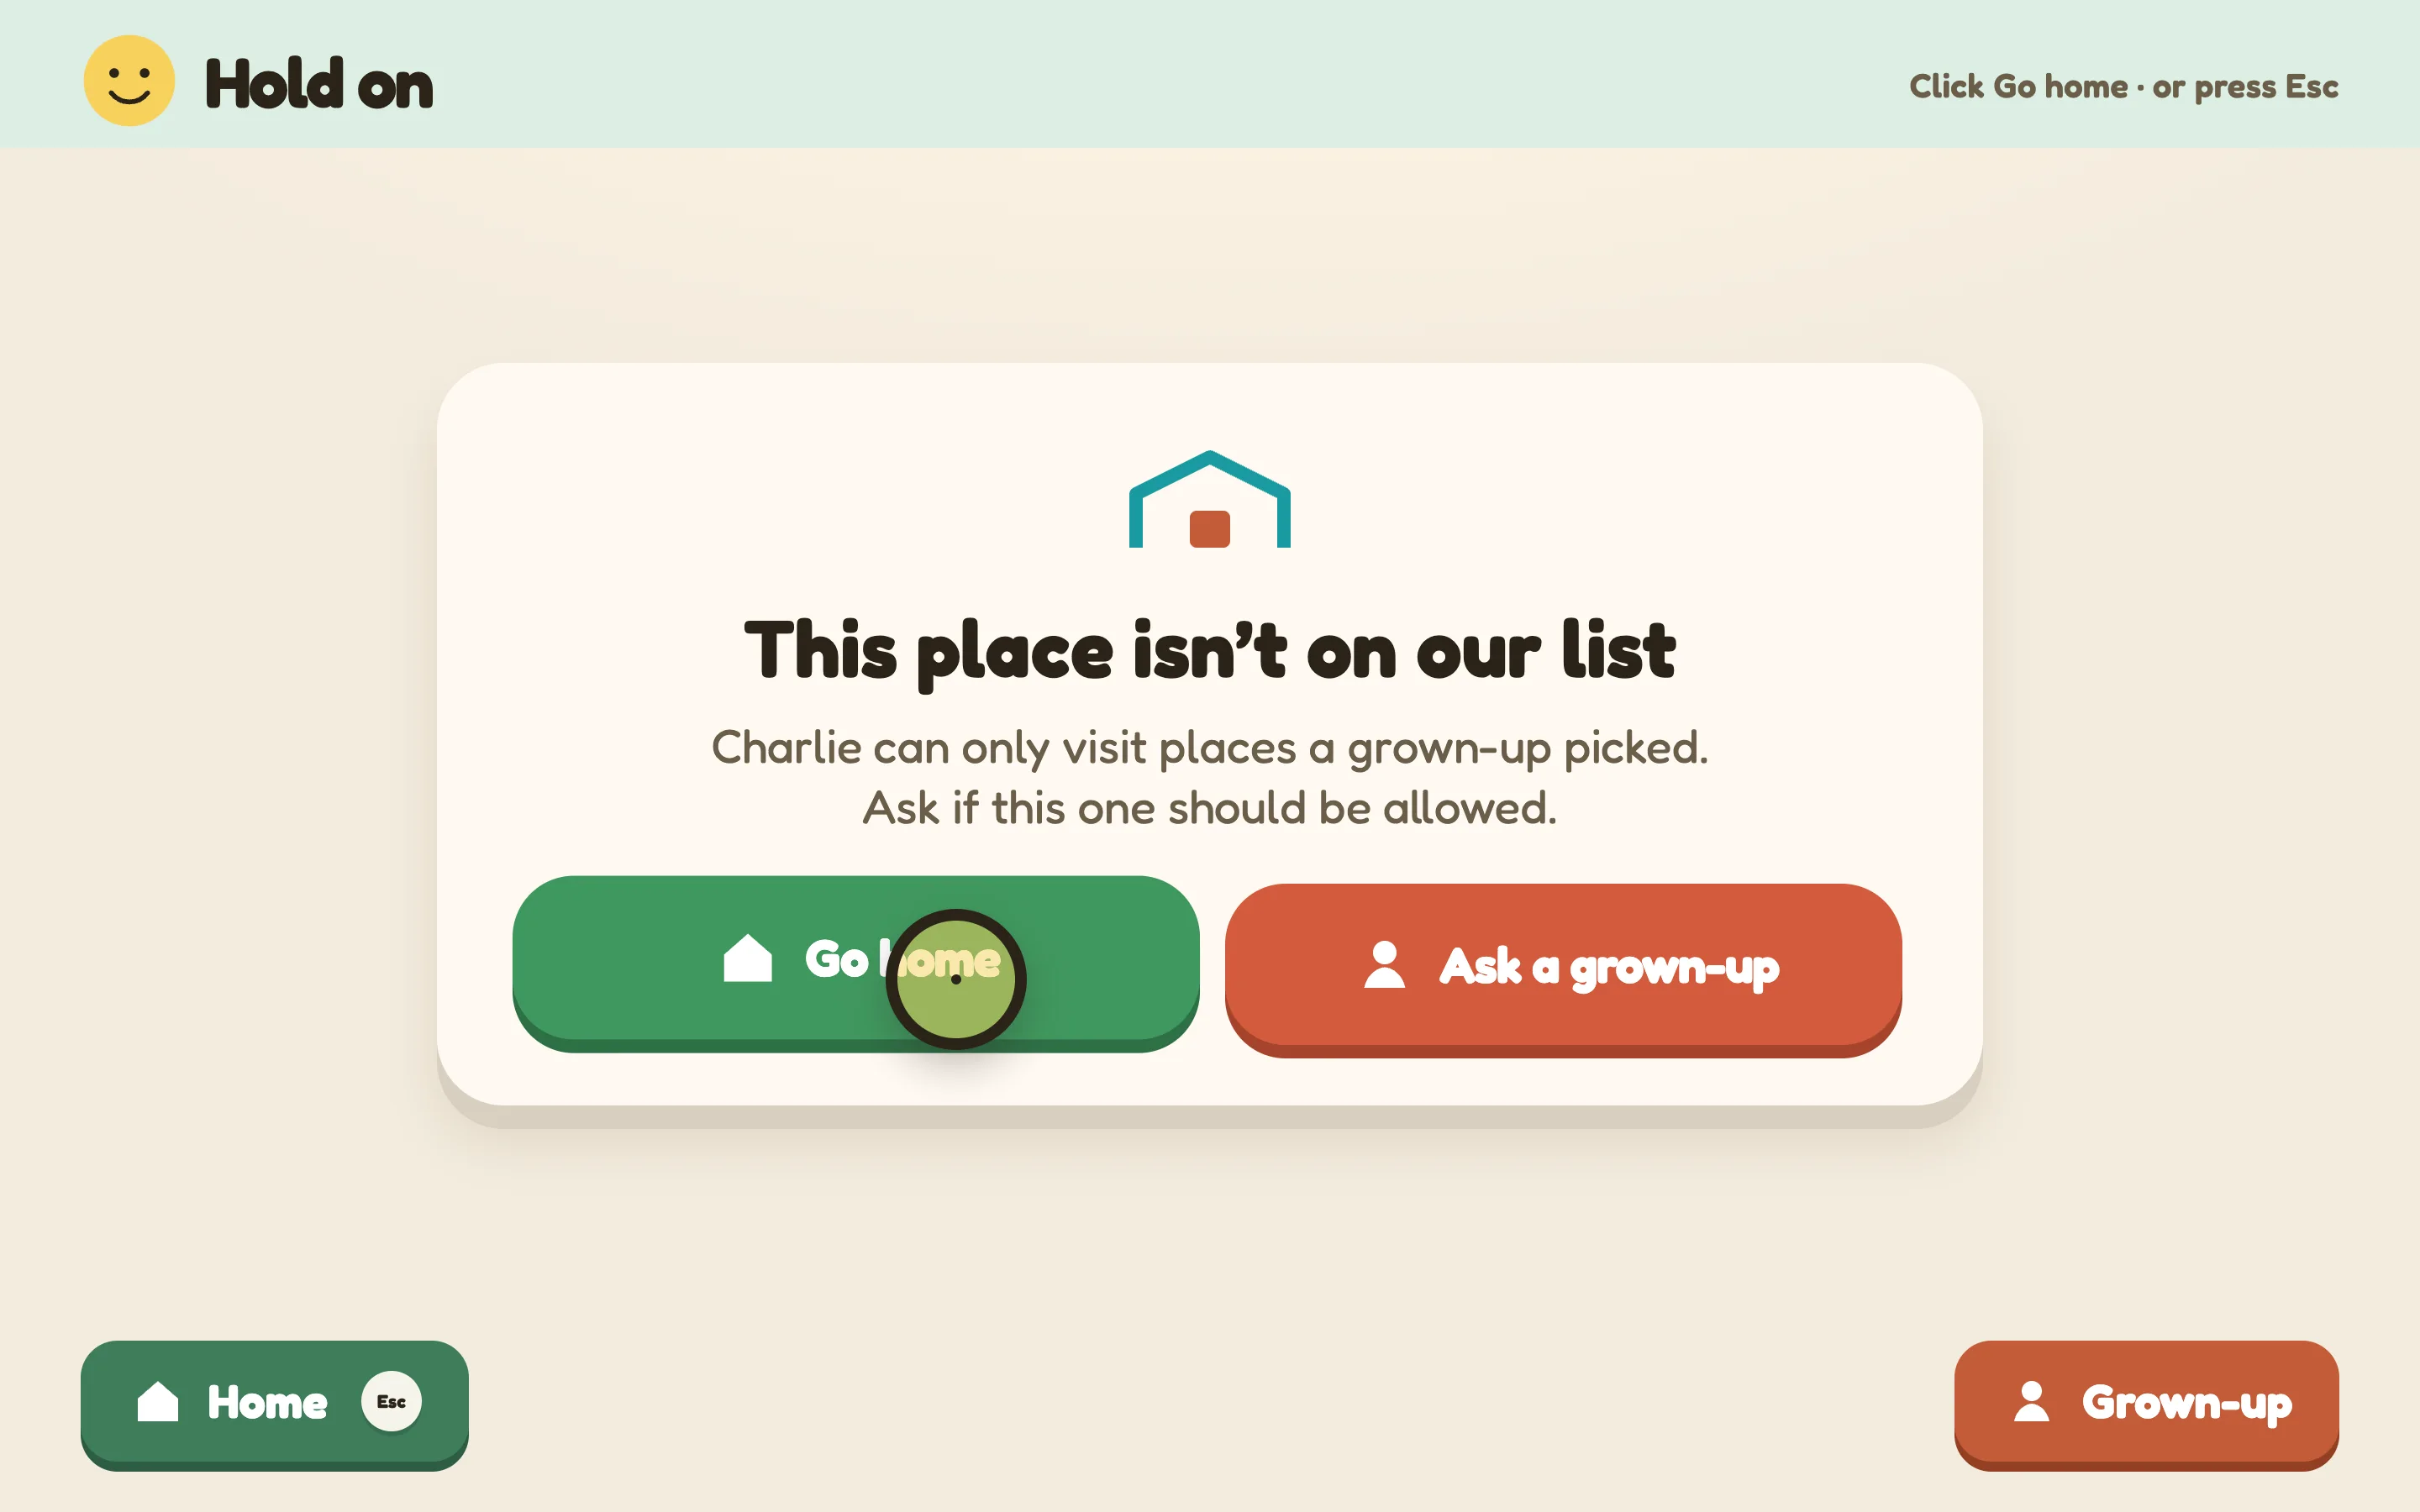 Hold on
Click Go home · or press Esc
This place isn’t on our list
Charlie can only visit places a grown-up picked.
Ask if this one should be allowed.
Go home
Ask a grown-up
Home
Esc
Grown-up